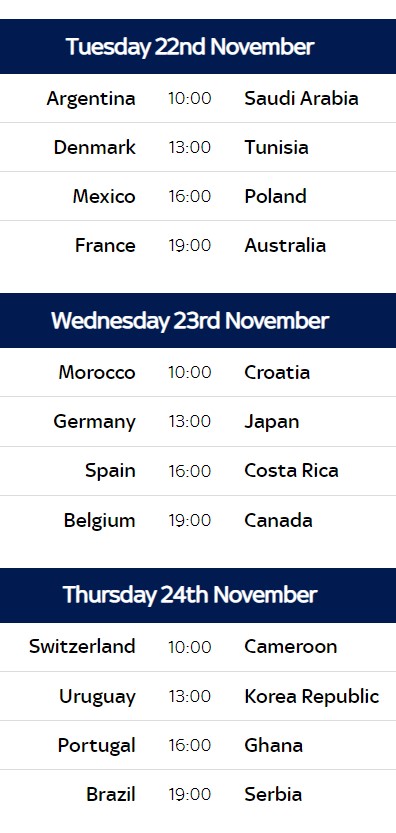 Tuesday 22nd November
Argentina 10:00 Saudi Arabia
Denmark 13:00 Tunisia
Mexico 16:00 Poland
France 19:00 Australia
Wednesday 23rd November
Morocco 10:00 Croatia
Germany 13:00 Japan
Spain 16:00 Costa Rica
Belgium 19:00 Canada
Thursday 24th November
Switzerland 10:00 Cameroon
Uruguay 13:00 Korea Republic
Portugal 16:00 Ghana
Brazil 19:00 Serbia